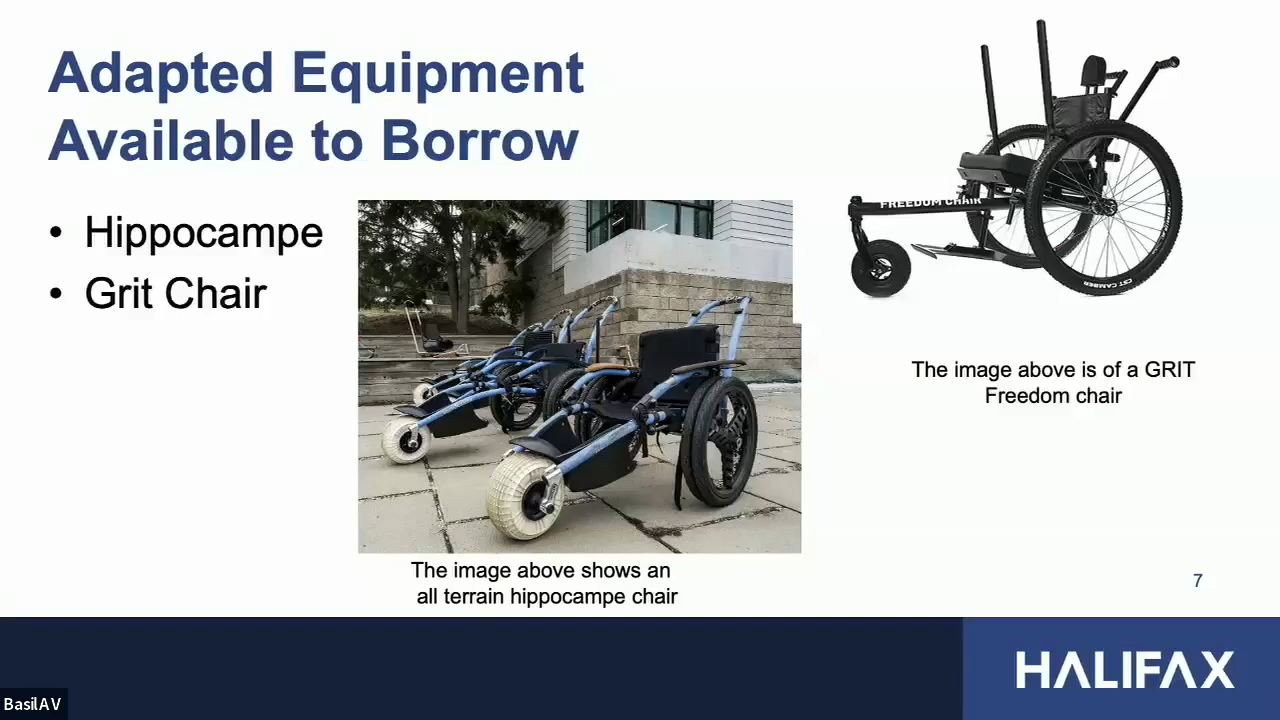 Adapted Equipment
Available to Borrow
• Hippocampe
• Grit Chair
FREEDOM CHAIR
CST CAMBER
The image above is of a GRIT
Freedom chair
The image above shows an
all terrain hippocampe chair
7
HALIFAX
BasilAV